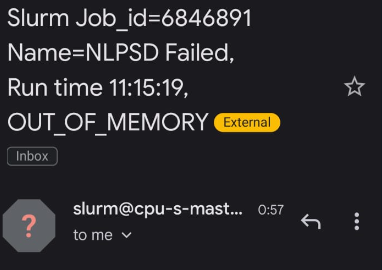 Slurm Job_id=6846891
Name=NLPSD Failed,
Run time 11:15:19,
OUT_OF_MEMORY External
Inbox
?
slurm@cpu-s-mast... 0:57
to me